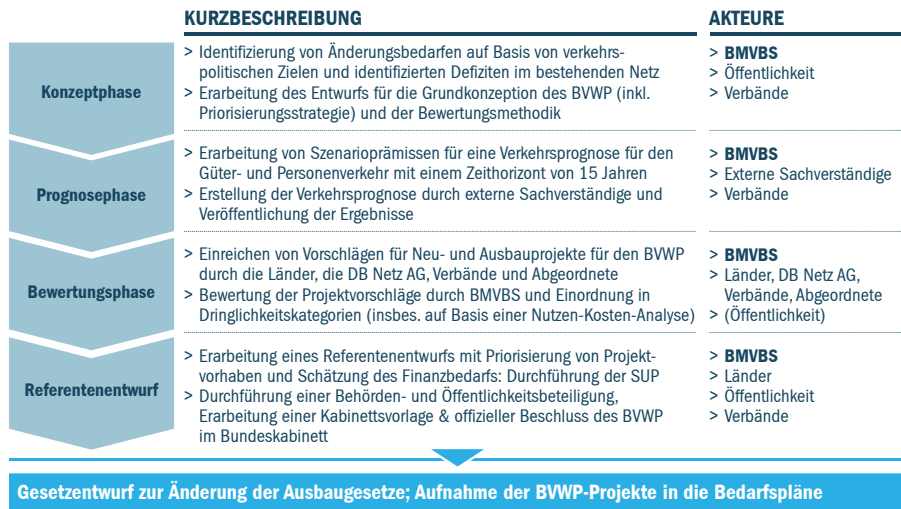 KURZBESCHREIBUNG
AKTEURE
Konzeptphase
> Identifizierung von Änderungsbedarfen auf Basis von verkehrs-
politischen Zielen und identifizierten Defiziten im bestehenden Netz
> Erarbeitung des Entwurfs für die Grundkonzeption des BVWP (inkl.
Priorisierungsstrategie) und der Bewertungsmethodik
> BMVBS
> Öffentlichkeit
> Verbände
Prognosephase
> Erarbeitung von Szenarioprämissen für eine Verkehrsprognose für den
Güter- und Personenverkehr mit einem Zeithorizont von 15 Jahren
> Erstellung der Verkehrsprognose durch externe Sachverständige und
Veröffentlichung der Ergebnisse
> BMVBS
> Externe Sachverständige
> Verbände
Bewertungsphase
> Einreichen von Vorschlägen für Neu- und Ausbauprojekte für den BVWP
durch die Länder, die DB Netz AG, Verbände und Abgeordnete
> Bewertung der Projektvorschläge durch BMVBS und Einordnung in
Dringlichkeitskategorien (insbes. auf Basis einer Nutzen-Kosten-Analyse)
> BMVBS
> Länder, DB Netz AG,
Verbände, Abgeordnete
> (Öffentlichkeit)
Referentenentwurf
> Erarbeitung eines Referentenentwurfs mit Priorisierung von Projekt-
vorhaben und Schätzung des Finanzbedarfs: Durchführung der SUP
> Durchführung einer Behörden- und Öffentlichkeitsbeteiligung,
Erarbeitung einer Kabinettsvorlage & offizieller Beschluss des BVWP
im Bundeskabinett
> BMVBS
> Länder
> Öffentlichkeit
> Verbände
Gesetzentwurf zur Änderung der Ausbaugesetze; Aufnahme der BVWP-Projekte in die Bedarfspläne